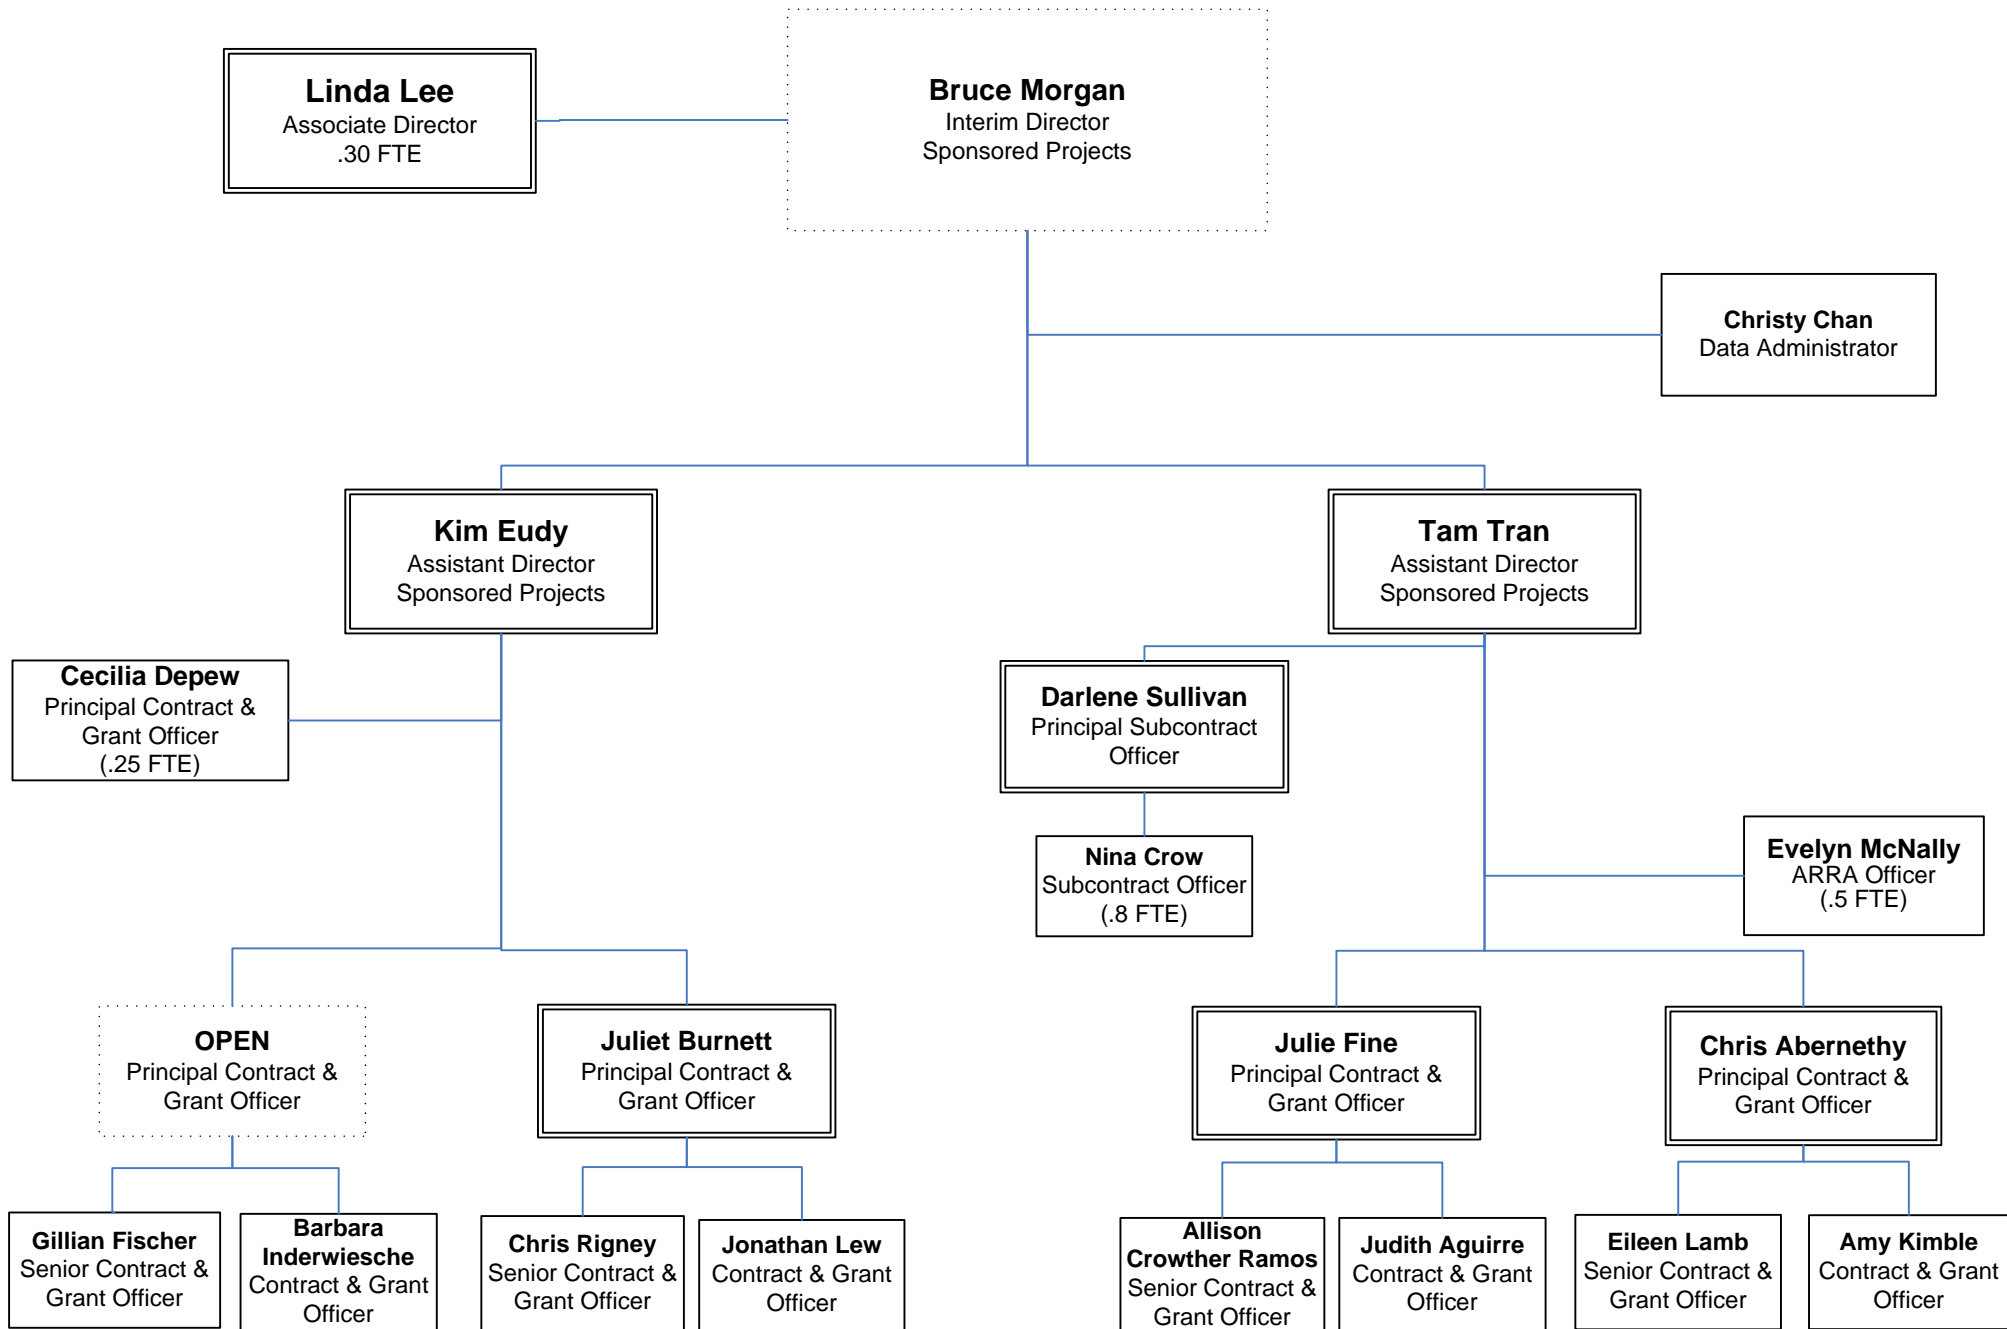 Linda Lee
Associate Director
.30 FTE
Bruce Morgan
Interim Director
Sponsored Projects
Christy Chan
Data Administrator
Kim Eudy
Assistant Director
Sponsored Projects
Tam Tran
Assistant Director
Sponsored Projects
Cecilia Depew
Principal Contract &
Grant Officer
(.25 FTE)
Darlene Sullivan
Principal Subcontract
Officer
Nina Crow
Subcontract Officer
(.8 FTE)
Evelyn McNally
ARRA Officer
(.5 FTE)
OPEN
Principal Contract &
Grant Officer
Juliet Burnett
Principal Contract &
Grant Officer
Julie Fine
Principal Contract &
Grant Officer
Chris Abernethy
Principal Contract &
Grant Officer
Gillian Fischer
Senior Contract &
Grant Officer
Barbara
Inderwiesche
Contract & Grant
Officer
Chris Rigney
Senior Contract &
Grant Officer
Jonathan Lew
Contract & Grant
Officer
Allison
Crowther Ramos
Senior Contract &
Grant Officer
Judith Aguirre
Contract & Grant
Officer
Eileen Lamb
Senior Contract &
Grant Officer
Amy Kimble
Contract & Grant
Officer